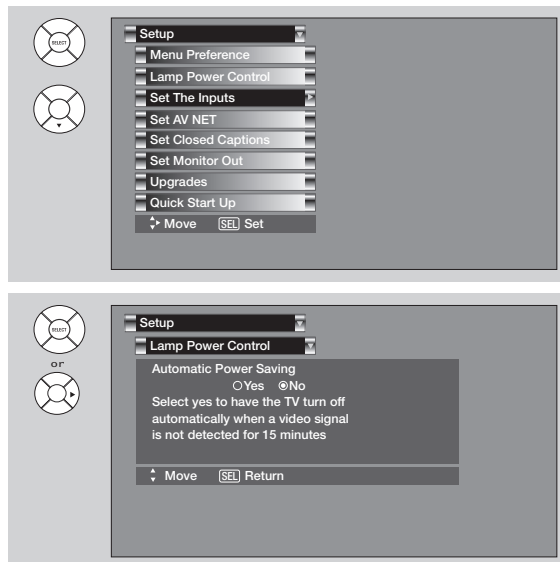 SELECT
Setup
Menu Preference
Lamp Power Control
Set The Inputs
Set AV NET
Set Closed Captions
Set Monitor Out
Upgrades
Quick Start Up
Move SEL Set
SELECT
or
Setup
Lamp Power Control
Automatic Power Saving
Yes No
Select yes to have the TV turn off
automatically when a video signal
is not detected for 15 minutes
Move SEL Return